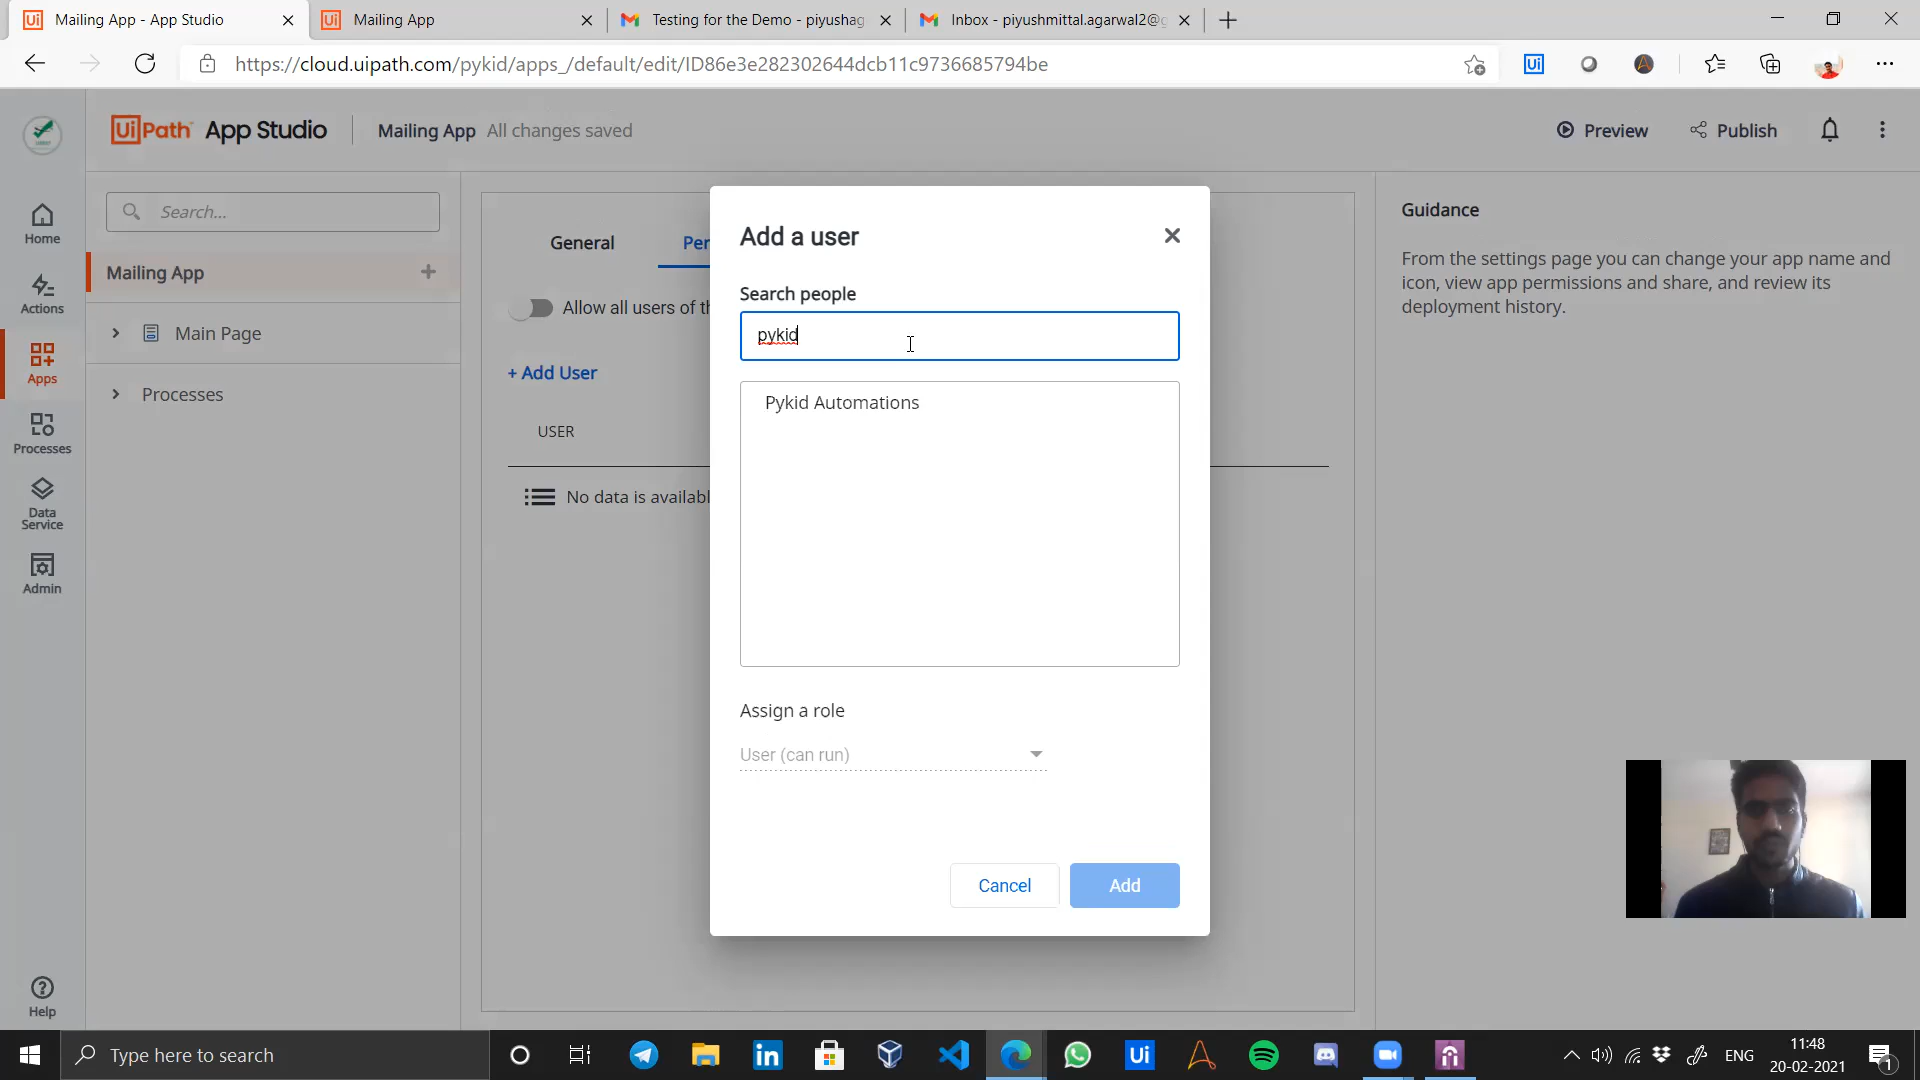 Mailing App - App Studio
Mailing App
Testing for the Demo - piyushag
Inbox - piyushmittal.agarwal2@g
https://cloud.uipath.com/pykid/apps_/default/edit/ID86e3e282302644dcb11c9736685794be
UiPath App Studio
Mailing App All changes saved
Preview
Publish
Search...
Home
Mailing App
Actions
Main Page
Apps
Processes
Processes
Data
Service
Admin
Help
General
Per
Allow all users of th
+ Add User
USER
No data is availabl
Add a user
Search people
pykid
Pykid Automations
Assign a role
User (can run)
Cancel
Add
Guidance
From the settings page you can change your app name and
icon, view app permissions and share, and review its
deployment history.
Type here to search
ENG
11:48
20-02-2021
1